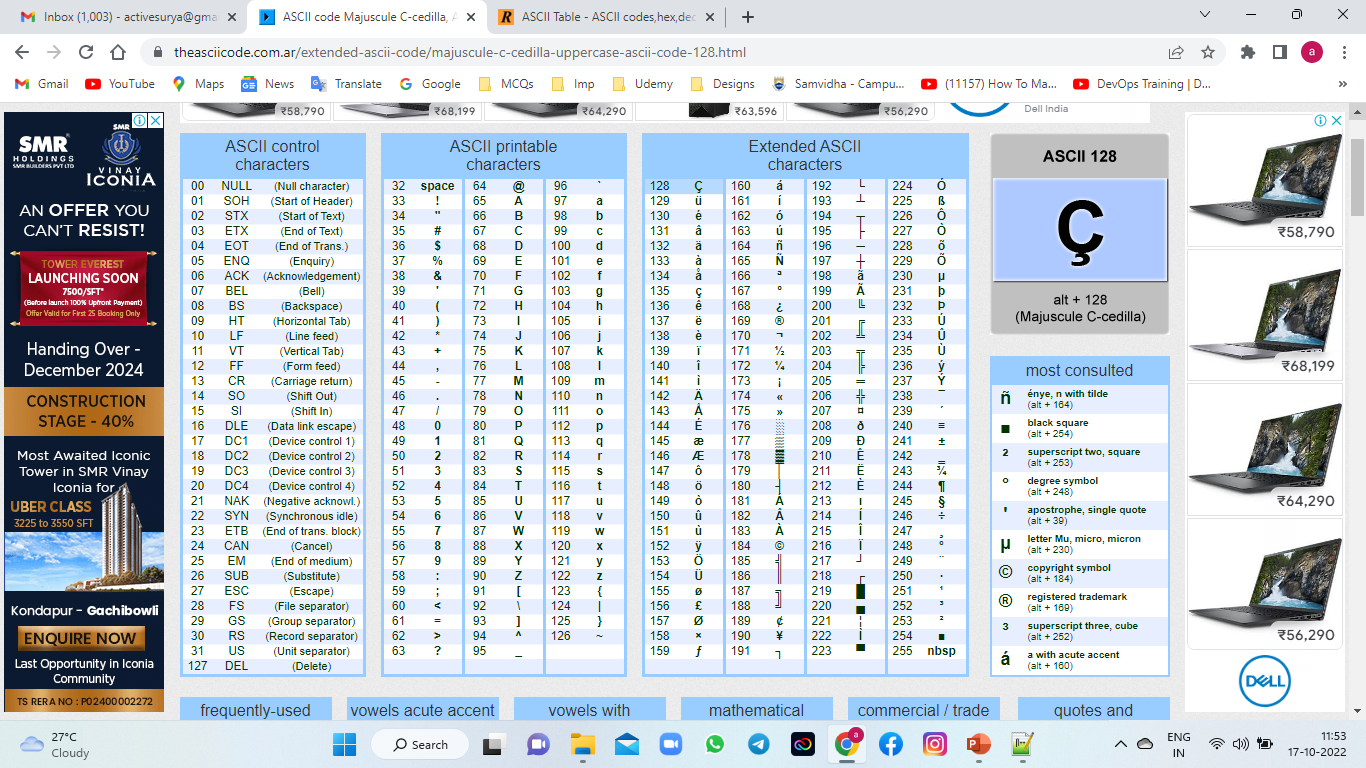 Inbox (1,003) - activesurya@gma
ASCII code Majuscule C-cedilla, A
ASCII Table - ASCII codes,hex,dec
theasciicode.com.ar/extended-ascii-code/majuscule-c-cedilla-uppercase-ascii-code-128.html
a
Gmail YouTube Maps News Translate Google MCQs Imp Udemy Designs Samvidha - Campu... (11157) How To Ma... DevOps Training | D...
₹58,790 ₹68,199 ₹64,290 ₹63,596 ₹56,290
Dell India
SMR
HOLDINGS
SMR BUILDERS PVT LTD
SMR
VINAY
ICONIA
AN OFFER YOU
CAN'T RESIST!
TOWER EVEREST
LAUNCHING SOON
7500/SFT*
(Before launch 100% Upfront Payment)
Offer Valid for First 25 Booking Only
Handing Over -
December 2024
CONSTRUCTION
STAGE - 40%
Most Awaited Iconic
Tower in SMR Vinay
Iconia for
UBER CLASS
3225 to 3550 SFT
Kondapur - Gachibowli
ENQUIRE NOW
Last Opportunity in Iconia
Community
TS RERA NO : P02400002272
ASCII control
characters
00 NULL (Null character)
01 SOH (Start of Header)
02 STX (Start of Text)
03 ETX (End of Text)
04 EOT (End of Trans.)
05 ENQ (Enquiry)
06 ACK (Acknowledgement)
07 BEL (Bell)
08 BS (Backspace)
09 HT (Horizontal Tab)
10 LF (Line feed)
11 VT (Vertical Tab)
12 FF (Form feed)
13 CR (Carriage return)
14 SO (Shift Out)
15 SI (Shift In)
16 DLE (Data link escape)
17 DC1 (Device control 1)
18 DC2 (Device control 2)
19 DC3 (Device control 3)
20 DC4 (Device control 4)
21 NAK (Negative acknowl.)
22 SYN (Synchronous idle)
23 ETB (End of trans. block)
24 CAN (Cancel)
25 EM (End of medium)
26 SUB (Substitute)
27 ESC (Escape)
28 FS (File separator)
29 GS (Group separator)
30 RS (Record separator)
31 US (Unit separator)
127 DEL (Delete)
ASCII printable
characters
32 space 64 @ 96 `
33 ! 65 A 97 a
34 " 66 B 98 b
35 # 67 C 99 c
36 $ 68 D 100 d
37 % 69 E 101 e
38 & 70 F 102 f
39 ' 71 G 103 g
40 ( 72 H 104 h
41 ) 73 I 105 i
42 * 74 J 106 j
43 + 75 K 107 k
44 , 76 L 108 l
45 - 77 M 109 m
46 . 78 N 110 n
47 / 79 O 111 o
48 0 80 P 112 p
49 1 81 Q 113 q
50 2 82 R 114 r
51 3 83 S 115 s
52 4 84 T 116 t
53 5 85 U 117 u
54 6 86 V 118 v
55 7 87 W 119 w
56 8 88 X 120 x
57 9 89 Y 121 y
58 : 90 Z 122 z
59 ; 91 [ 123 {
60 < 92 \ 124 |
61 = 93 ] 125 }
62 > 94 ^ 126 ~
63 ? 95 _
Extended ASCII
characters
128 Ç 160 á 192 └ 224 Ó
129 ü 161 í 193 ┴ 225 ß
130 é 162 ó 194 ┬ 226 Ô
131 â 163 ú 195 ├ 227 Ò
132 ä 164 ñ 196 ─ 228 õ
133 à 165 Ñ 197 ┼ 229 Õ
134 å 166 ª 198 ã 230 µ
135 ç 167 º 199 Ã 231 þ
136 ê 168 ¿ 200 ╚ 232 Þ
137 ë 169 ® 201 ╔ 233 Ú
138 è 170 ¬ 202 ╩ 234 Û
139 ï 171 ½ 203 ╦ 235 Ù
140 î 172 ¼ 204 ╠ 236 ý
141 ì 173 ¡ 205 ═ 237 Ý
142 Ä 174 « 206 ╬ 238 ¯
143 Å 175 » 207 ¤ 239 ´
144 É 176 ░ 208 ð 240 ≡
145 æ 177 ▒ 209 Ð 241 ±
146 Æ 178 ▓ 210 Ê 242 ‗
147 ô 179 │ 211 Ë 243 ¾
148 ö 180 ┤ 212 È 244 ¶
149 ò 181 Á 213 ı 245 §
150 û 182 Â 214 Í 246 ÷
151 ù 183 À 215 Î 247 ¸
152 ÿ 184 © 216 Ï 248 °
153 Ö 185 ╣ 217 ┘ 249 ¨
154 Ü 186 ║ 218 ┌ 250 ·
155 ø 187 ╗ 219 █ 251 ¹
156 £ 188 ╝ 220 ▄ 252 ³
157 Ø 189 ¢ 221 ¦ 253 ²
158 × 190 ¥ 222 Ì 254 ■
159 ƒ 191 ┐ 223 ▀ 255 nbsp
ASCII 128
Ç
alt + 128
(Majuscule C-cedilla)
most consulted
ñ énye, n with tilde
(alt + 164)
■ black square
(alt + 254)
² superscript two, square
(alt + 253)
° degree symbol
(alt + 248)
' apostrophe, single quote
(alt + 39)
µ letter Mu, micro, micron
(alt + 230)
© copyright symbol
(alt + 184)
® registered trademark
(alt + 169)
³ superscript three, cube
(alt + 252)
á a with acute accent
(alt + 160)
₹58,790
₹68,199
₹64,290
₹56,290
DELL
frequently-used vowels acute accent vowels with mathematical commercial / trade quotes and
27°C
Cloudy
Search
a
ENG
IN
11:53
17-10-2022